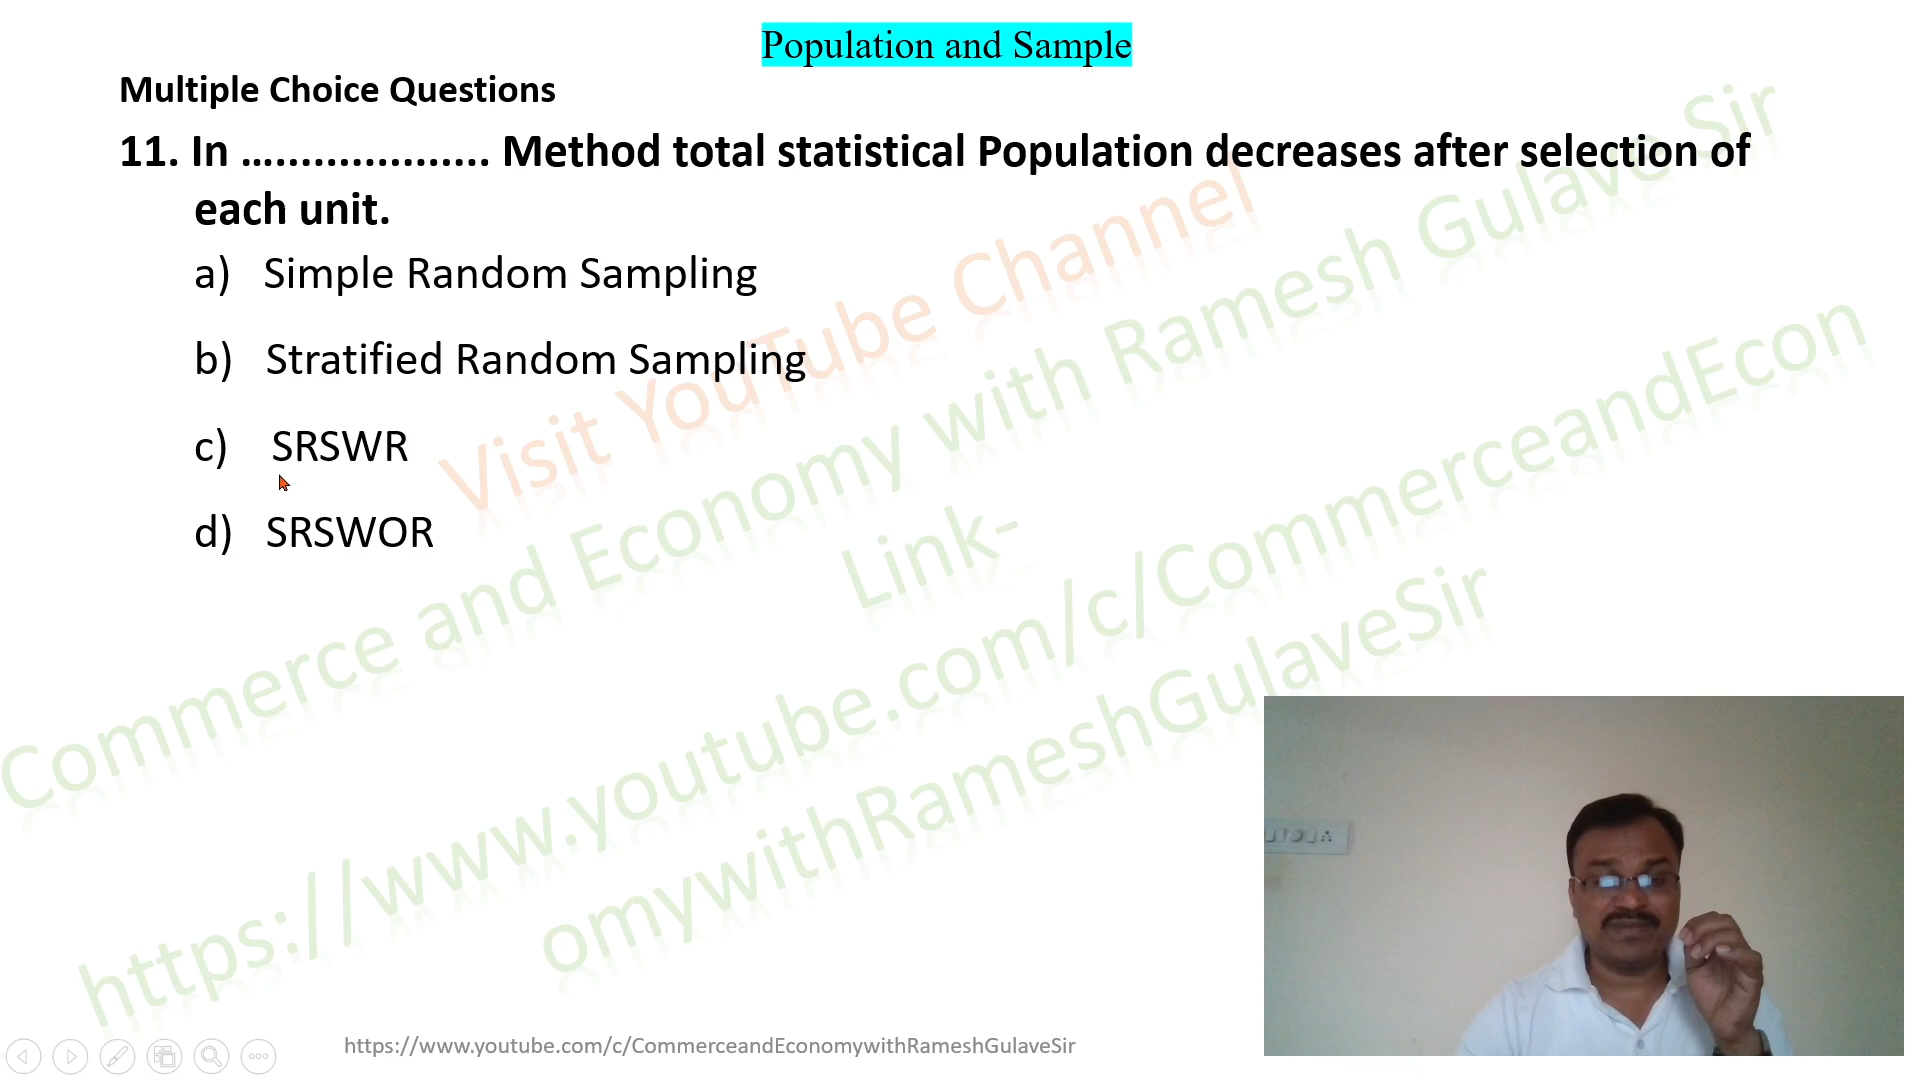 Population and Sample
Multiple Choice Questions
11. In ................... Method total statistical Population decreases after selection of
each unit.
a) Simple Random Sampling
b) Stratified Random Sampling
c) SRSWR
d) SRSWOR
Visit YouTube Channel
Commerce and Economy with Ramesh Gulave Sir
Link-
https://www.youtube.com/c/CommerceandEcon
omywithRameshGulaveSir
https://www.youtube.com/c/CommerceandEconomywithRameshGulaveSir